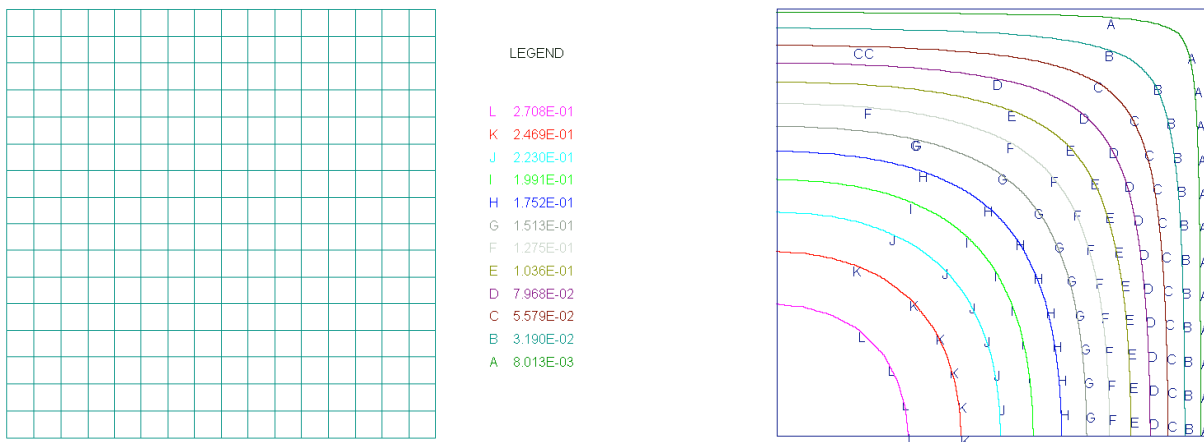 LEGEND
L 2.708E-01
K 2.469E-01
J 2.230E-01
I 1.991E-01
H 1.752E-01
G 1.513E-01
F 1.275E-01
E 1.036E-01
D 7.968E-02
C 5.579E-02
B 3.190E-02
A 8.013E-03
A
B A
CC
D C B A
F E D C B A
G F E D C B A
H G F E D C B A
I H G F E D C B A
J I H G F E D C B A
K J I H G F E D C B A
K J I H G F E D C B A
L K J I H G F E D C B A
L K J I H G F E D C B A
L K J I H G F E D C B A